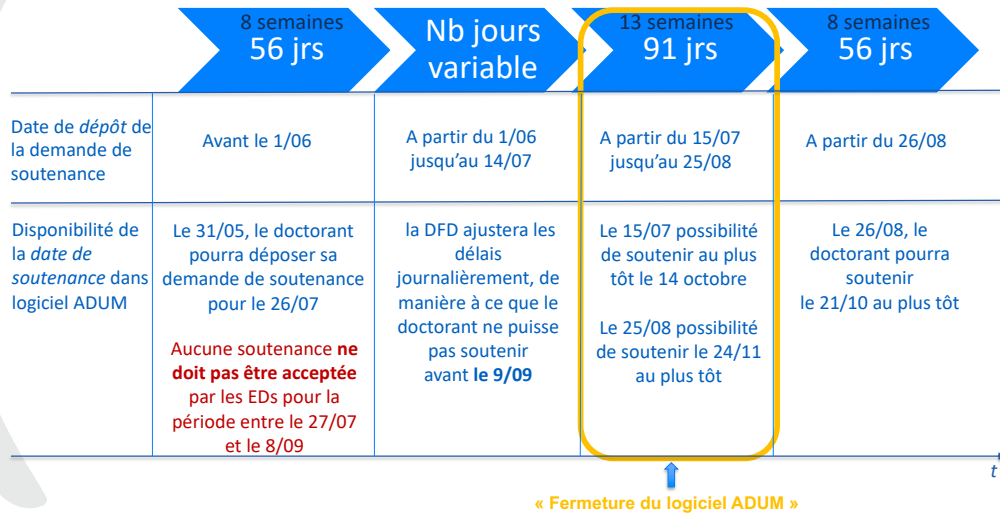 8 semaines
56 jrs
Nb jours
variable
13 semaines
91 jrs
8 semaines
56 jrs
Date de dépôt de
la demande de
soutenance
Avant le 1/06
A partir du 1/06
jusqu'au 14/07
A partir du 15/07
jusqu'au 25/08
A partir du 26/08
Disponibilité de
la date de
soutenance dans
logiciel ADUM
Le 31/05, le doctorant
pourra déposer sa
demande de soutenance
pour le 26/07
Aucune soutenance ne
doit pas être acceptée
par les EDs pour la
période entre le 27/07
et le 8/09
la DFD ajustera les
délais
journalièrement, de
manière à ce que le
doctorant ne puisse
pas soutenir
avant le 9/09
Le 15/07 possibilité
de soutenir au plus
tôt le 14 octobre
Le 25/08 possibilité
de soutenir le 24/11
au plus tôt
Le 26/08, le
doctorant pourra
soutenir
le 21/10 au plus tôt
t
« Fermeture du logiciel ADUM »